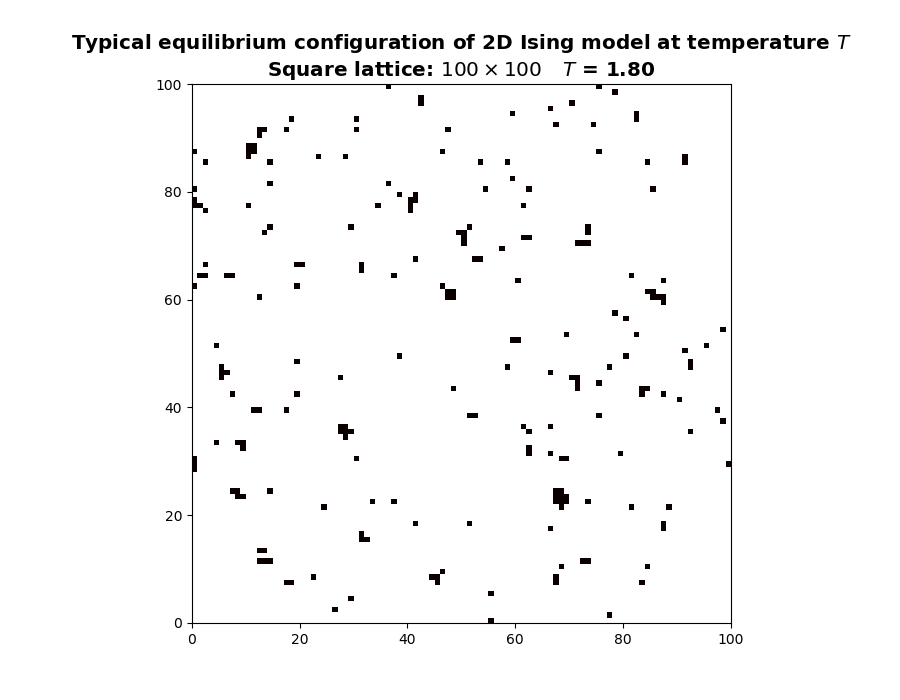 Typical equilibrium configuration of 2D Ising model at temperature T
Square lattice: 100 × 100 T = 1.80
100
80
60
40
20
0
0 20 40 60 80 100